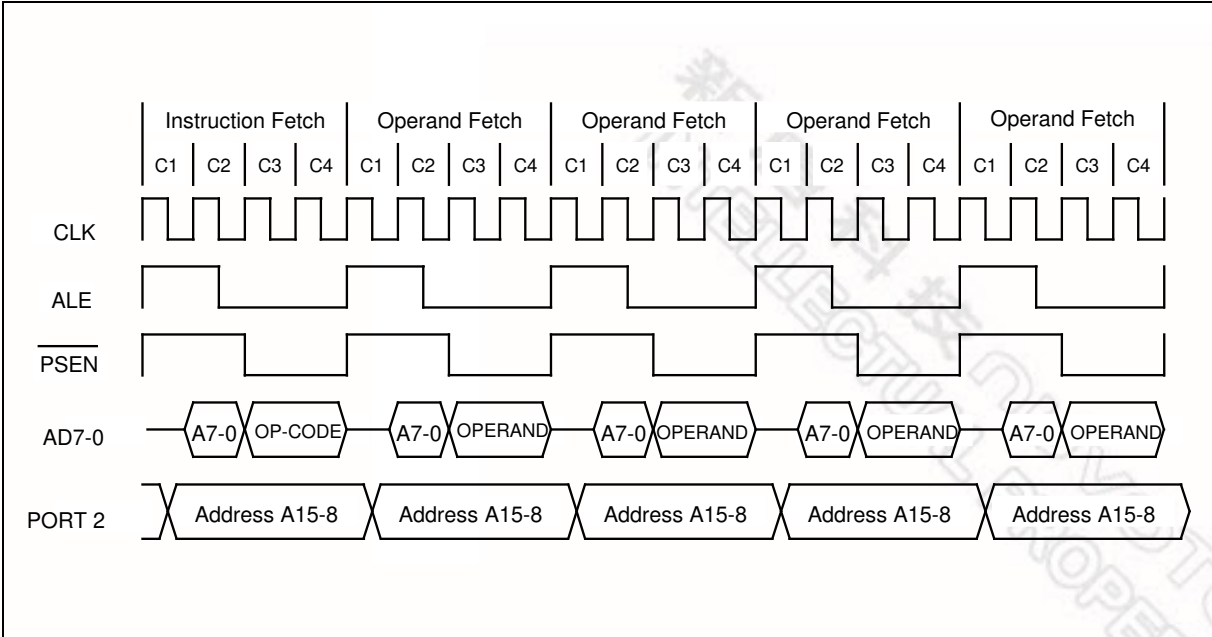 Instruction Fetch Operand Fetch Operand Fetch Operand Fetch Operand Fetch
C1 C2 C3 C4 C1 C2 C3 C4 C1 C2 C3 C4 C1 C2 C3 C4 C1 C2 C3 C4
CLK
ALE
PSEN
AD7-0 A7-0 OP-CODE A7-0 OPERAND A7-0 OPERAND A7-0 OPERAND A7-0 OPERAND
PORT 2 Address A15-8 Address A15-8 Address A15-8 Address A15-8 Address A15-8